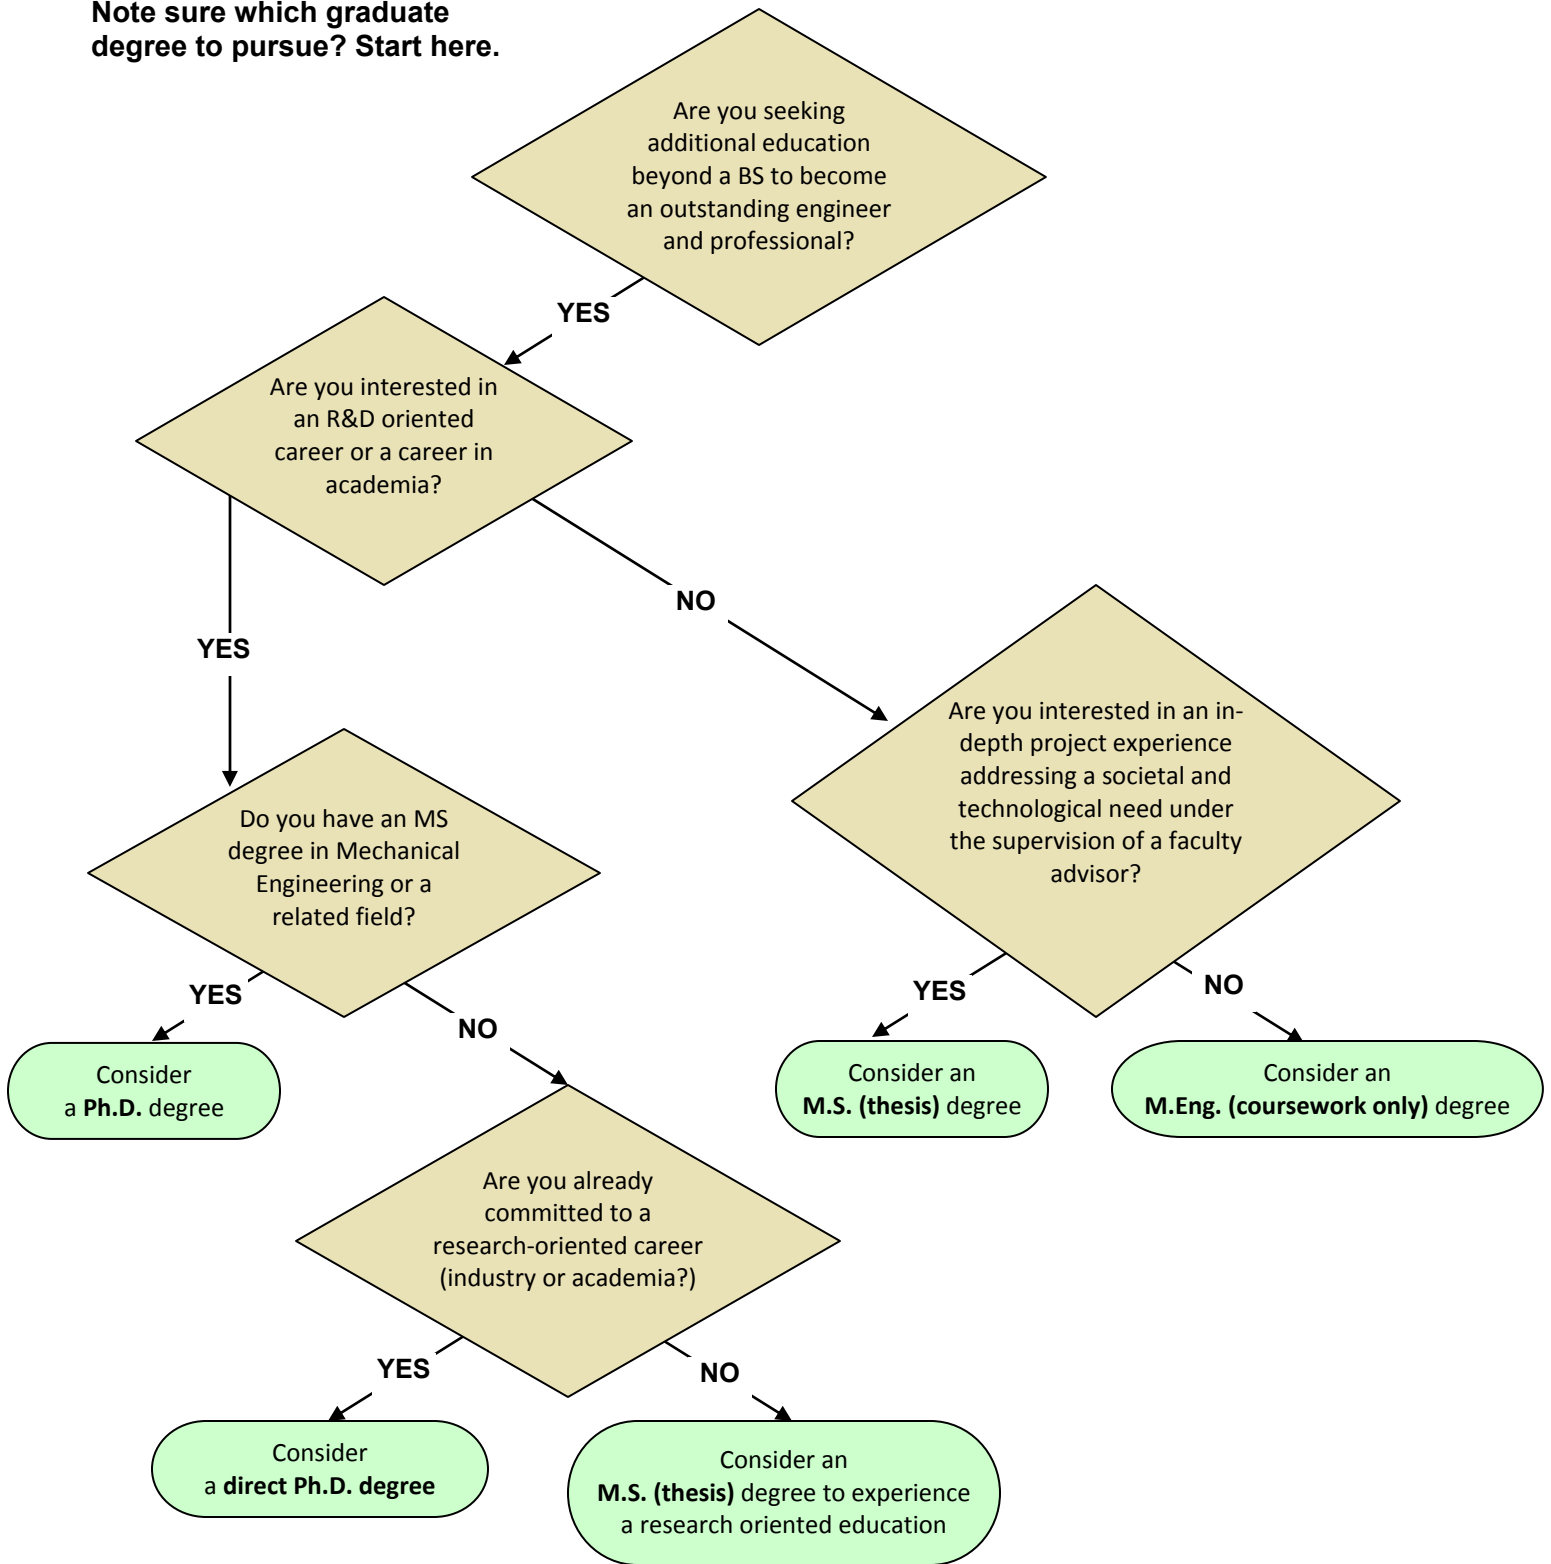 Note sure which graduate
degree to pursue? Start here.
Are you seeking
additional education
beyond a BS to become
an outstanding engineer
and professional?
YES
Are you interested in
an R&D oriented
career or a career in
academia?
NO
YES
Are you interested in an in-
depth project experience
addressing a societal and
technological need under
the supervision of a faculty
advisor?
Do you have an MS
degree in Mechanical
Engineering or a
related field?
YES
NO
YES
NO
Consider
a Ph.D. degree
Consider an
M.S. (thesis) degree
Consider an
M.Eng. (coursework only) degree
Are you already
committed to a
research-oriented career
(industry or academia?)
YES
NO
Consider
a direct Ph.D. degree
Consider an
M.S. (thesis) degree to experience
a research oriented education